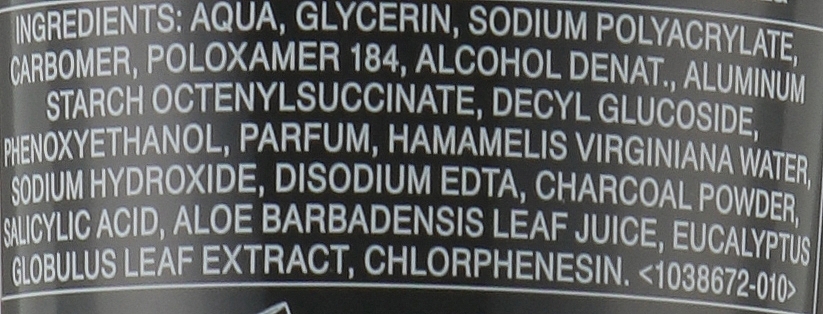 INGREDIENTS: AQUA, GLYCERIN, SODIUM POLYACRYLATE,
CARBOMER, POLOXAMER 184, ALCOHOL DENAT., ALUMINUM
STARCH OCTENYLSUCCINATE, DECYL GLUCOSIDE,
PHENOXYETHANOL, PARFUM, HAMAMELIS VIRGINIANA WATER,
SODIUM HYDROXIDE, DISODIUM EDTA, CHARCOAL POWDER,
SALICYLIC ACID, ALOE BARBADENSIS LEAF JUICE, EUCALYPTUS
GLOBULUS LEAF EXTRACT, CHLORPHENESIN. <1038672-010>